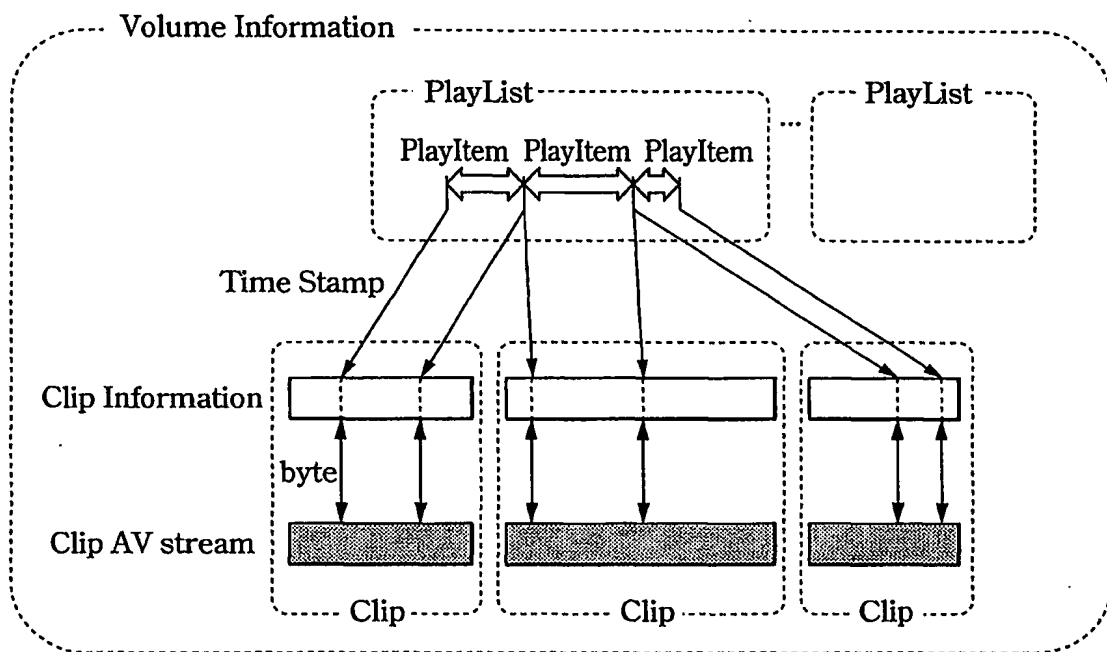 Volume Information
PlayList
PlayList
...
PlayItem PlayItem PlayItem
Time Stamp
Clip Information
byte
Clip AV stream
Clip
Clip
Clip